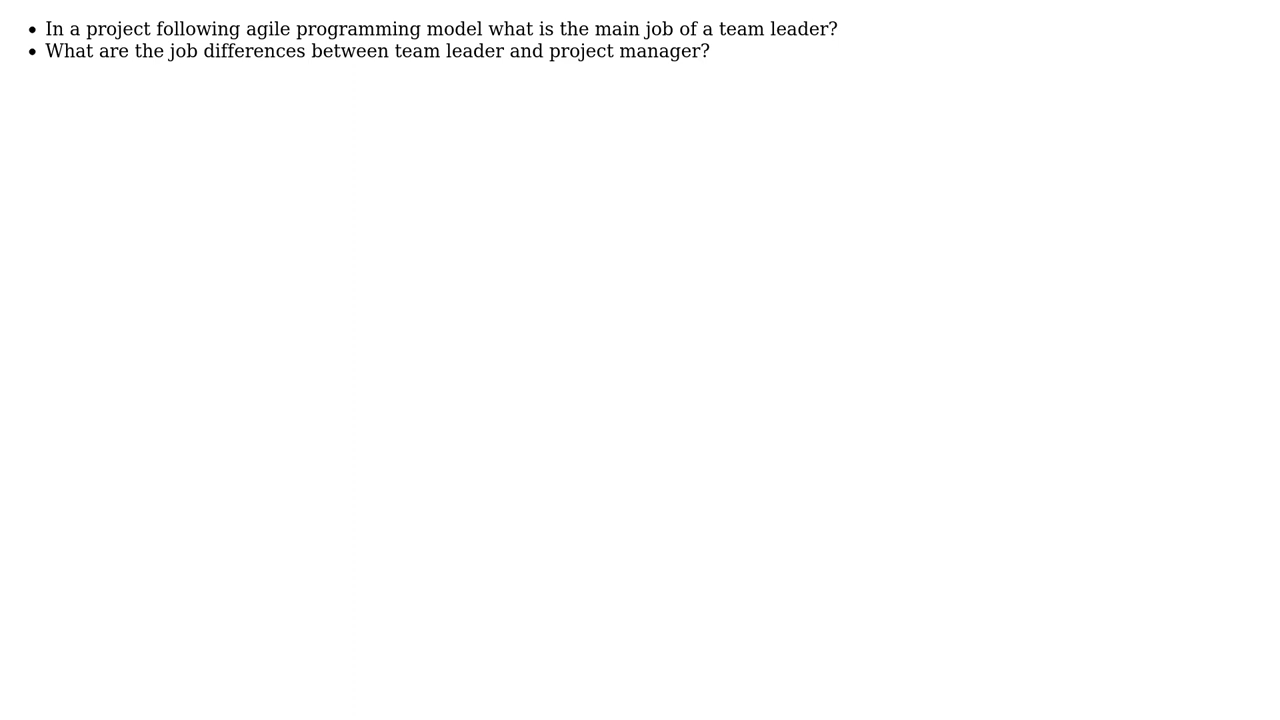 • In a project following agile programming model what is the main job of a team leader?
• What are the job differences between team leader and project manager?